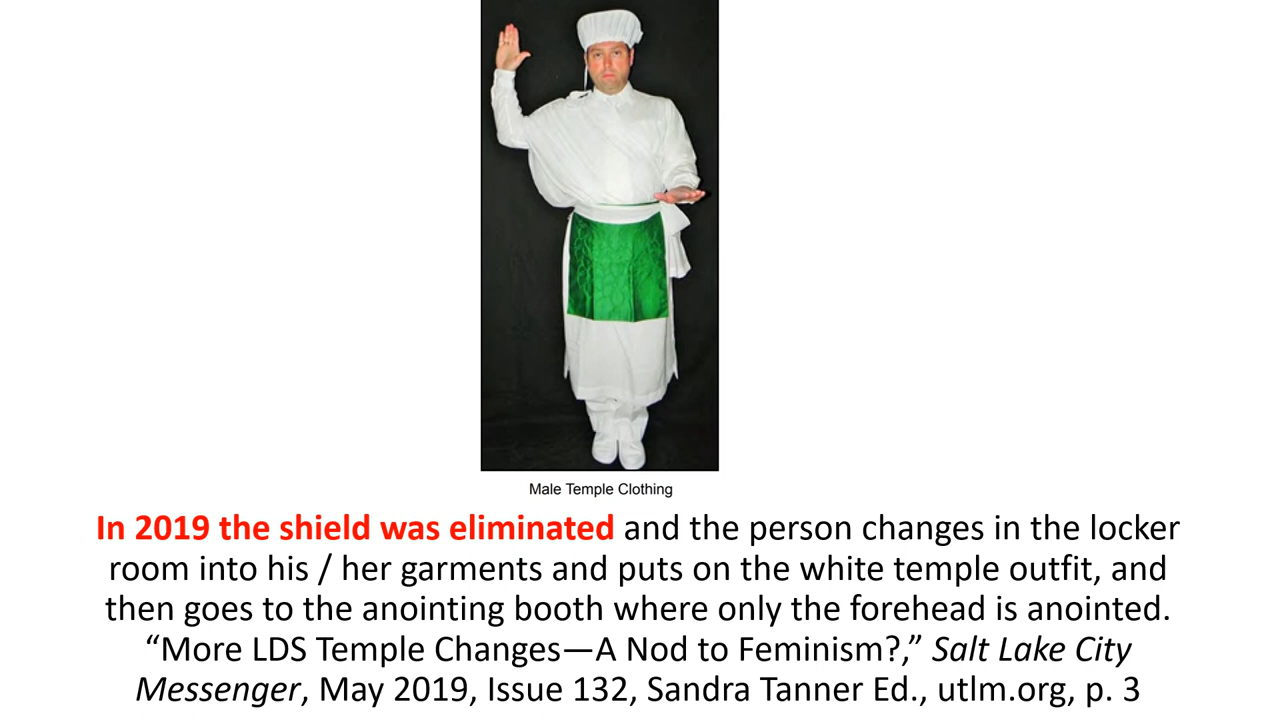 Male Temple Clothing
In 2019 the shield was eliminated and the person changes in the locker
room into his / her garments and puts on the white temple outfit, and
then goes to the anointing booth where only the forehead is anointed.
“More LDS Temple Changes—A Nod to Feminism?,” Salt Lake City
Messenger, May 2019, Issue 132, Sandra Tanner Ed., utlm.org, p. 3